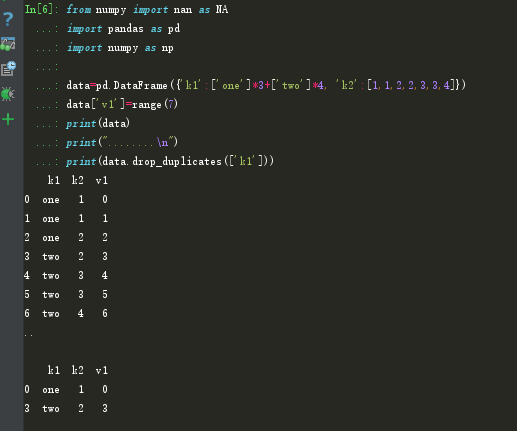 In[6]: from numpy import nan as NA
...: import pandas as pd
...: import numpy as np
...:
...: data=pd.DataFrame({'k1':['one']*3+['two']*4, 'k2':[1,1,2,2,3,3,4]})
...: data['v1']=range(7)
...: print(data)
...: print("........\n")
...: print(data.drop_duplicates(['k1']))
k1 k2 v1
0 one 1 0
1 one 1 1
2 one 2 2
3 two 2 3
4 two 3 4
5 two 3 5
6 two 4 6
..
k1 k2 v1
0 one 1 0
3 two 2 3